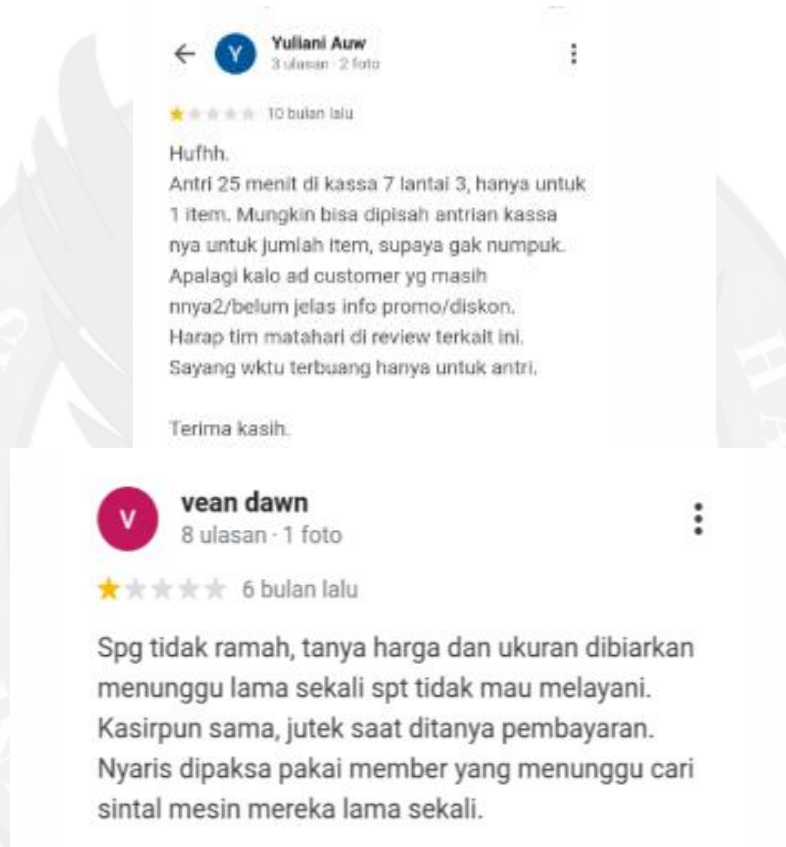 Y
Yuliani Auw
3 ulasan · 2 foto
10 bulan lalu
Hufhh.
Antri 25 menit di kassa 7 lantai 3, hanya untuk
1 item. Mungkin bisa dipisah antrian kassa
nya untuk jumlah item, supaya gak numpuk.
Apalagi kalo ad customer yg masih
nnya2/belum jelas info promo/diskon.
Harap tim matahari di review terkait ini.
Sayang wktu terbuang hanya untuk antri.
Terima kasih.
V
vean dawn
8 ulasan · 1 foto
6 bulan lalu
Spg tidak ramah, tanya harga dan ukuran dibiarkan
menunggu lama sekali spt tidak mau melayani.
Kasirpun sama, jutek saat ditanya pembayaran.
Nyaris dipaksa pakai member yang menunggu cari
sintal mesin mereka lama sekali.